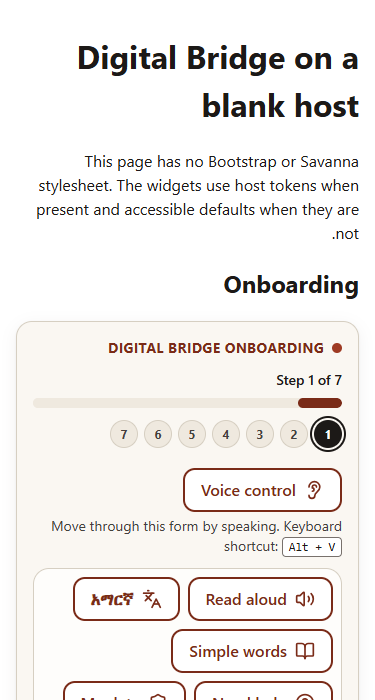 Digital Bridge on a
blank host
This page has no Bootstrap or Savanna
stylesheet. The widgets use host tokens when
present and accessible defaults when they are
.not
Onboarding
DIGITAL BRIDGE ONBOARDING
Step 1 of 7
7 6 5 4 3 2 1
Voice control
Move through this form by speaking. Keyboard
shortcut: Alt + V
አማርኛ Read aloud
Simple words